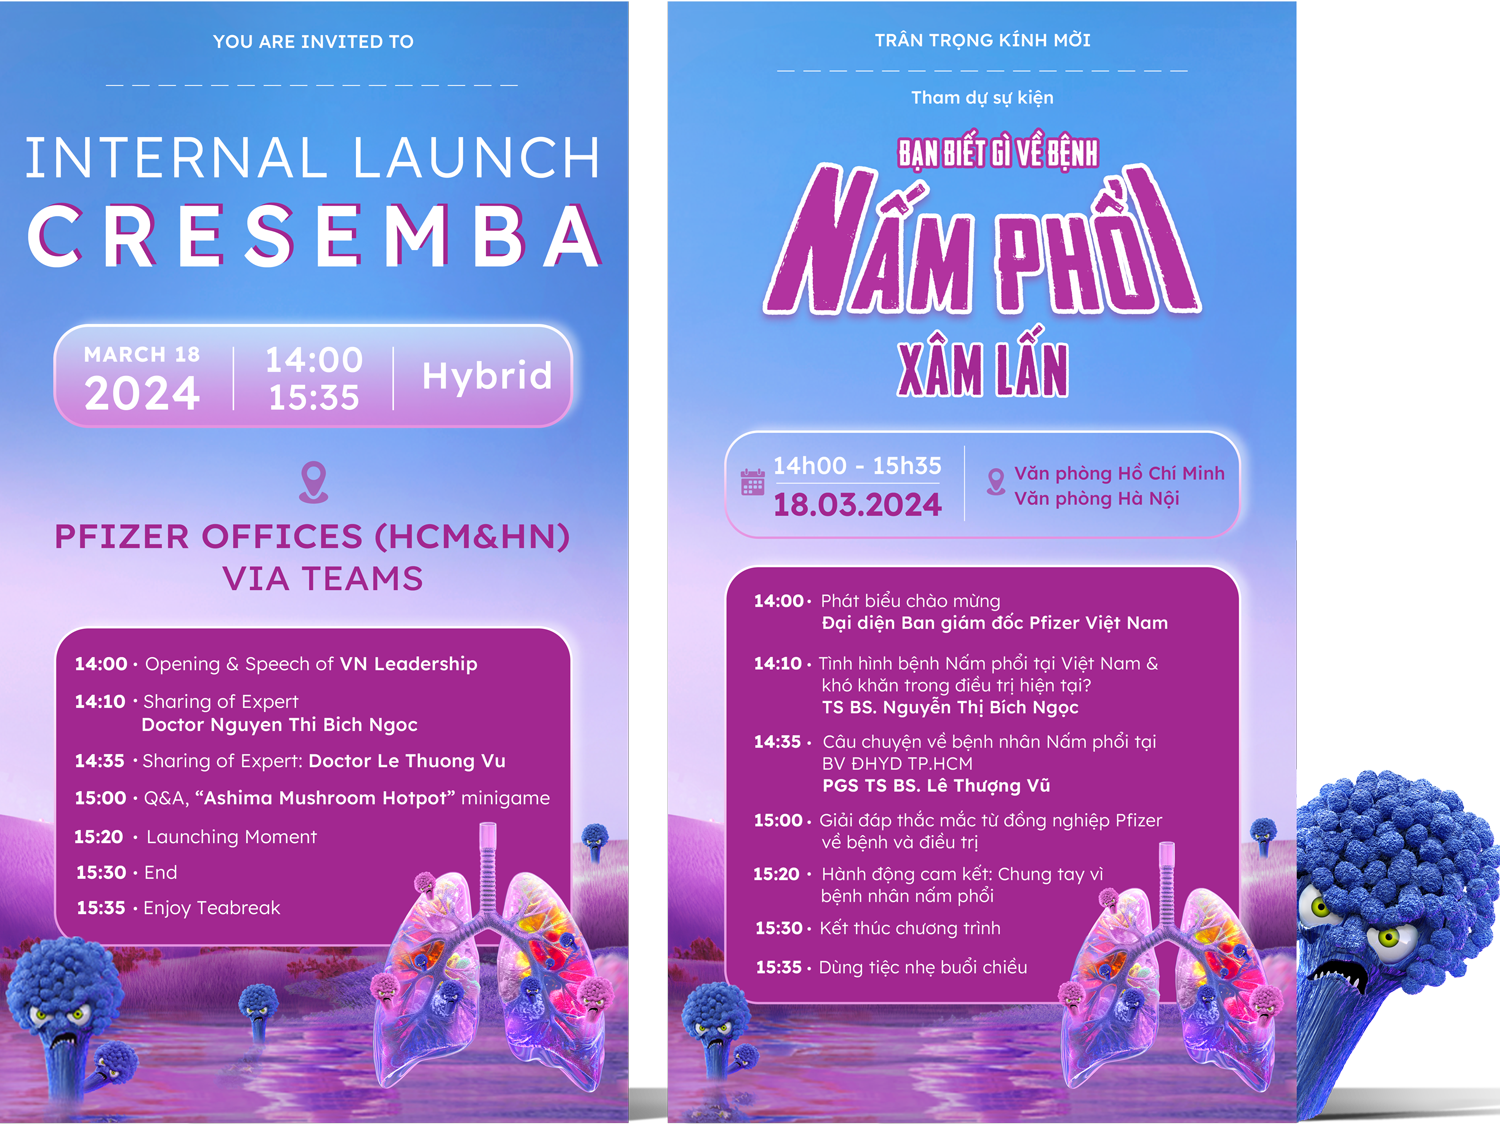 YOU ARE INVITED TO
INTERNAL LAUNCH
CRESEMBA
MARCH 18
2024
14:00
15:35
Hybrid
PFIZER OFFICES (HCM&HN)
VIA TEAMS
14:00 • Opening & Speech of VN Leadership
14:10 • Sharing of Expert
Doctor Nguyen Thi Bich Ngoc
14:35 • Sharing of Expert: Doctor Le Thuong Vu
15:00 • Q&A, “Ashima Mushroom Hotpot” minigame
15:20 • Launching Moment
15:30 • End
15:35 • Enjoy Teabreak
TRÂN TRỌNG KÍNH MỜI
Tham dự sự kiện
BẠN BIẾT GÌ VỀ BỆNH
NẤM PHỔI
XÂM LẤN
14h00 - 15h35
18.03.2024
Văn phòng Hồ Chí Minh
Văn phòng Hà Nội
14:00 • Phát biểu chào mừng
Đại diện Ban giám đốc Pfizer Việt Nam
14:10 • Tình hình bệnh Nấm phổi tại Việt Nam &
khó khăn trong điều trị hiện tại?
TS BS. Nguyễn Thị Bích Ngọc
14:35 • Câu chuyện về bệnh nhân Nấm phổi tại
BV ĐHYD TP.HCM
PGS TS BS. Lê Thượng Vũ
15:00 • Giải đáp thắc mắc từ đồng nghiệp Pfizer
về bệnh và điều trị
15:20 • Hành động cam kết: Chung tay vì
bệnh nhân nấm phổi
15:30 • Kết thúc chương trình
15:35 • Dùng tiệc nhẹ buổi chiều